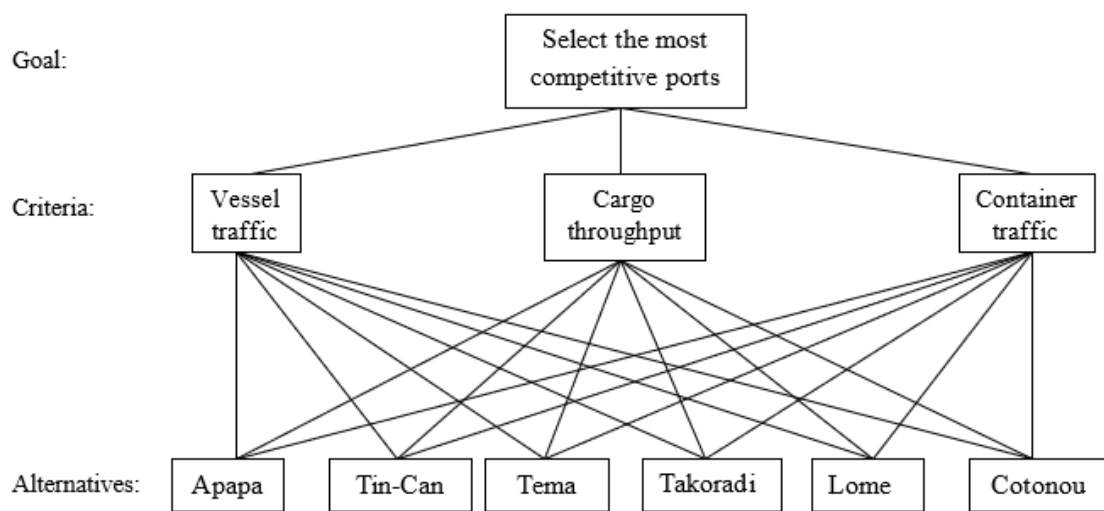 Goal:
Select the most
competitive ports
Criteria:
Vessel
traffic
Cargo
throughput
Container
traffic
Alternatives:
Apapa
Tin-Can
Tema
Takoradi
Lome
Cotonou